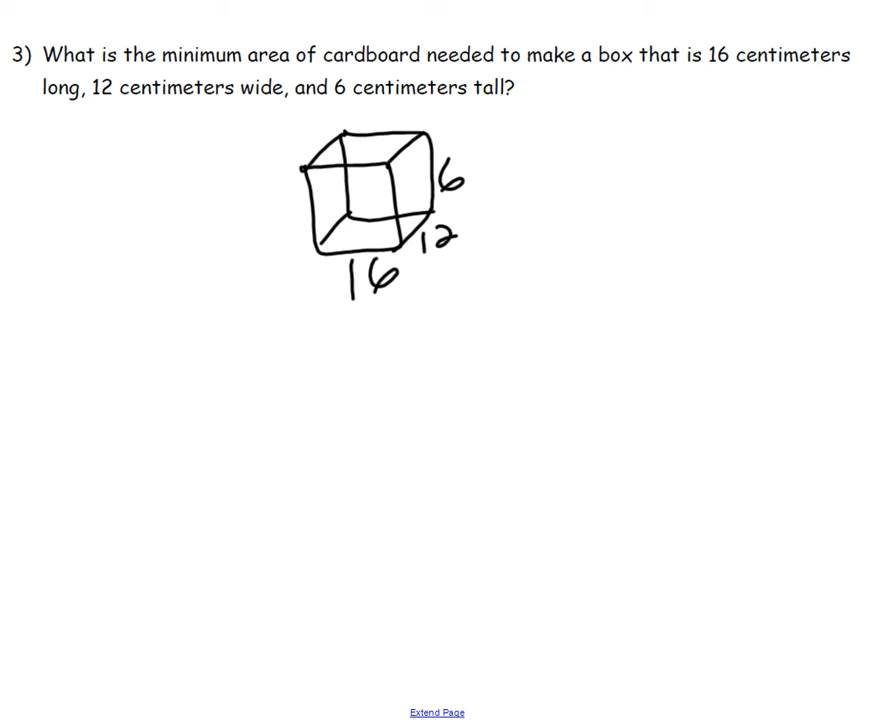 3) What is the minimum area of cardboard needed to make a box that is 16 centimeters
long, 12 centimeters wide, and 6 centimeters tall?
6
12
16
Extend Page